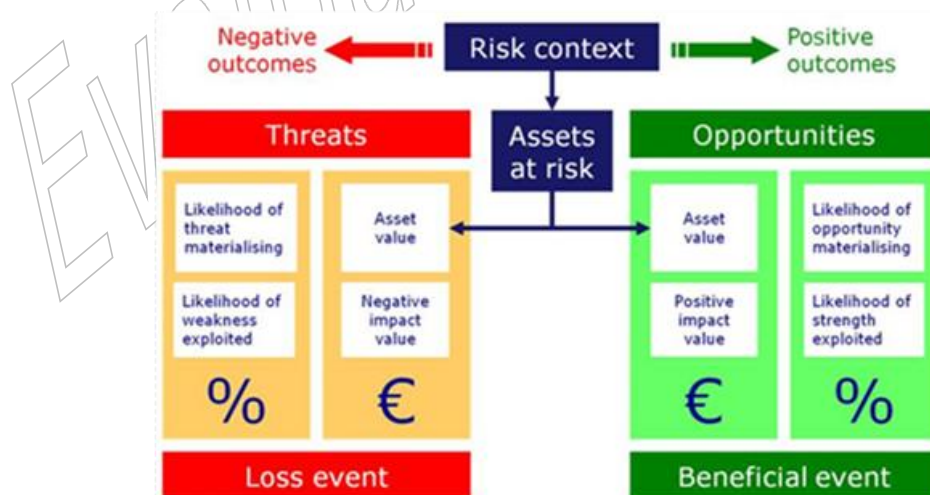 Negative
outcomes
Risk context
Positive
outcomes
Threats
Assets
at risk
Opportunities
Likelihood of
threat
materialising
Asset
value
Asset
value
Likelihood of
opportunity
materialising
Likelihood of
weakness
exploited
Negative
impact
value
Positive
impact
value
Likelihood of
strength
exploited
%
€
€
%
Loss event
Beneficial event